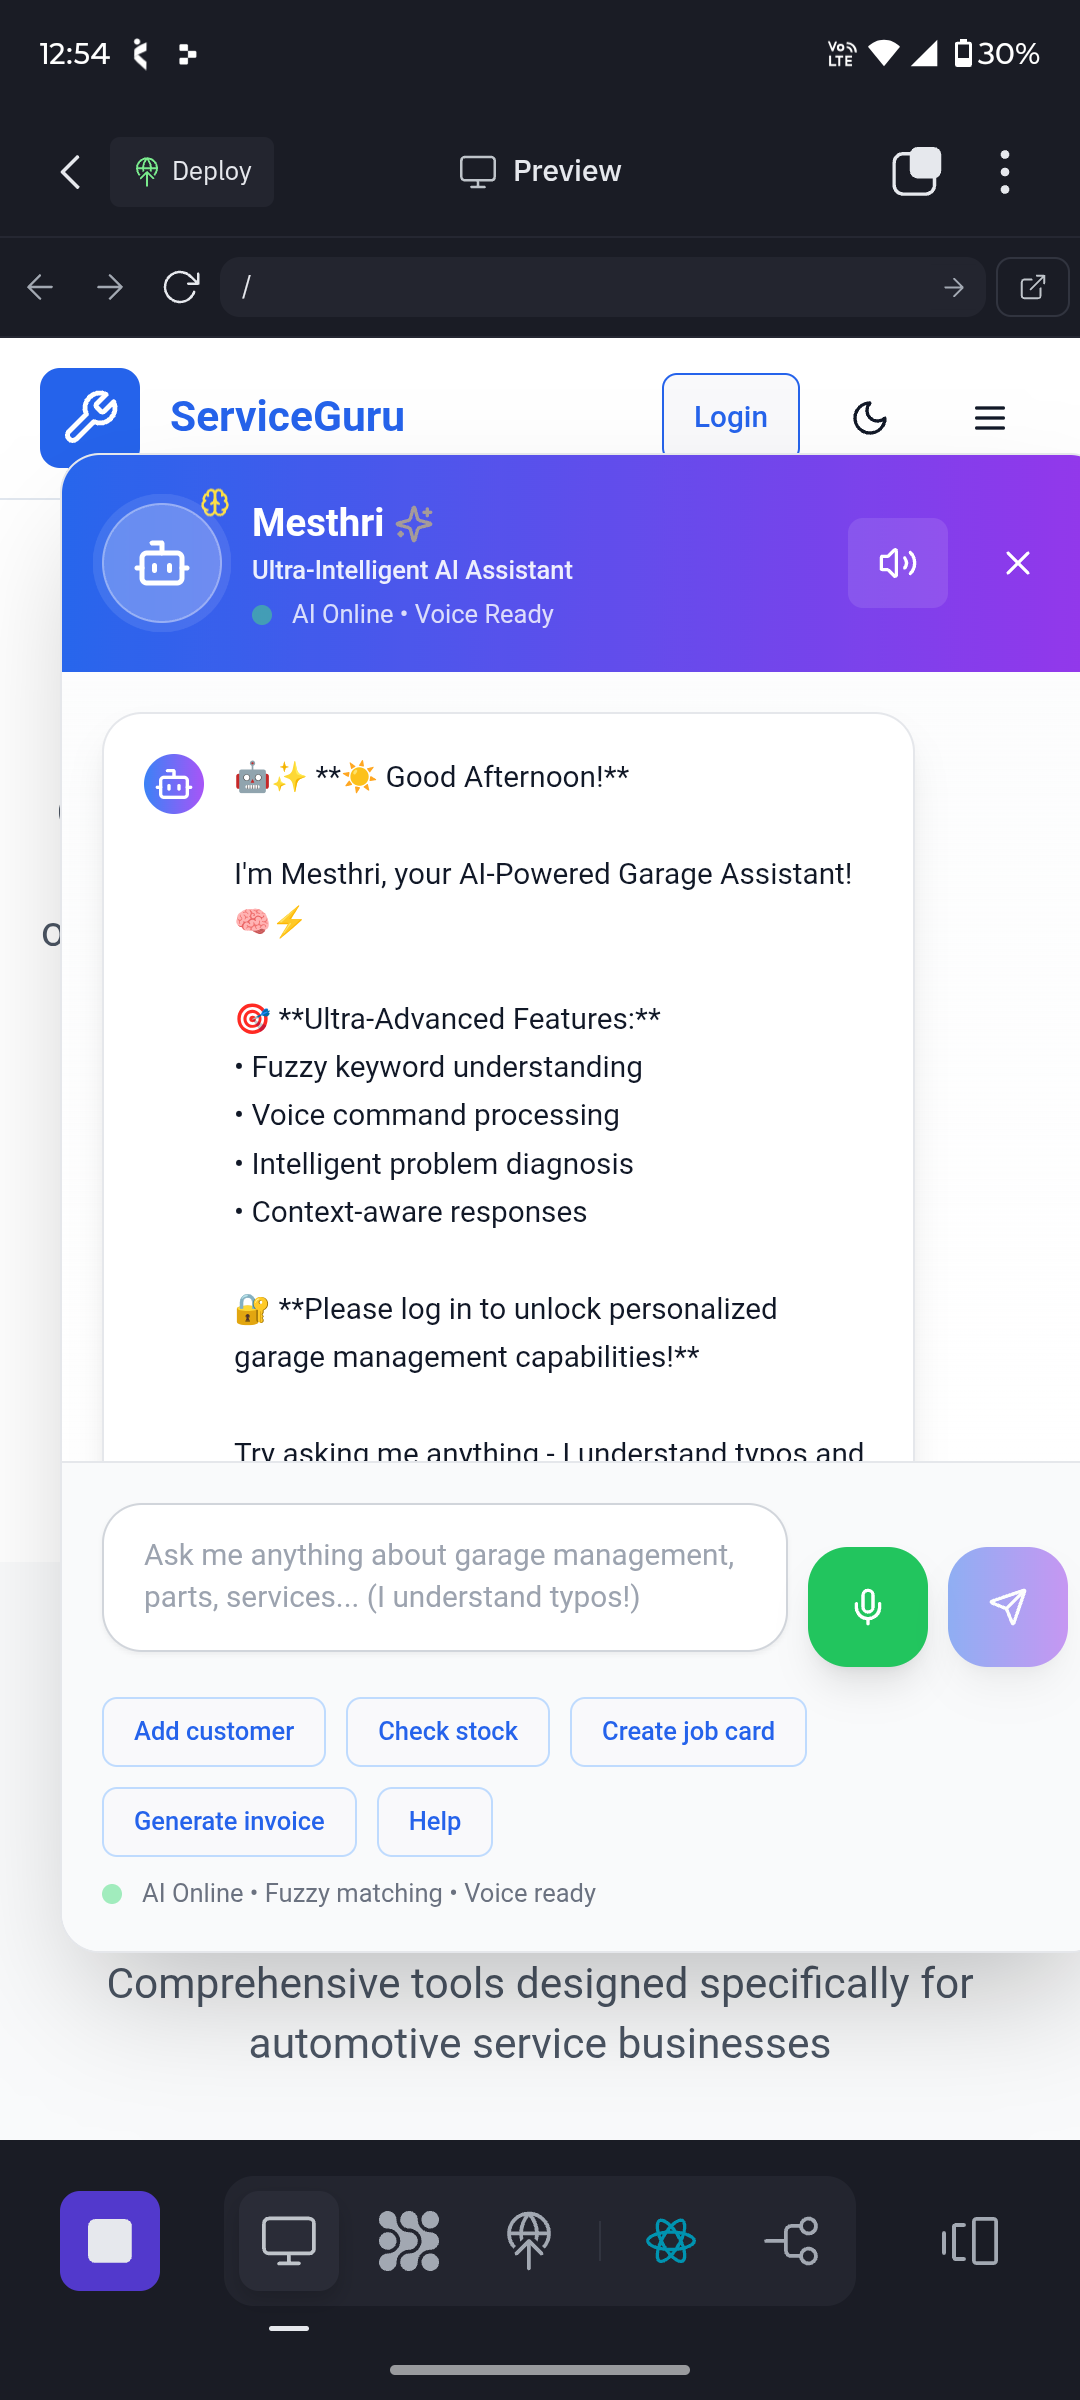 12:54
Vo LTE
30%
Deploy
Preview
/
ServiceGuru
Login
Mesthri
Ultra-Intelligent AI Assistant
AI Online • Voice Ready
🤖✨ **☀️ Good Afternoon!**
I'm Mesthri, your AI-Powered Garage Assistant!
🧠⚡
🎯 **Ultra-Advanced Features:**
• Fuzzy keyword understanding
• Voice command processing
• Intelligent problem diagnosis
• Context-aware responses
🔐 **Please log in to unlock personalized
garage management capabilities!**
Try asking me anything - I understand typos and
Ask me anything about garage management,
parts, services... (I understand typos!)
Add customer
Check stock
Create job card
Generate invoice
Help
AI Online • Fuzzy matching • Voice ready
Comprehensive tools designed specifically for
automotive service businesses